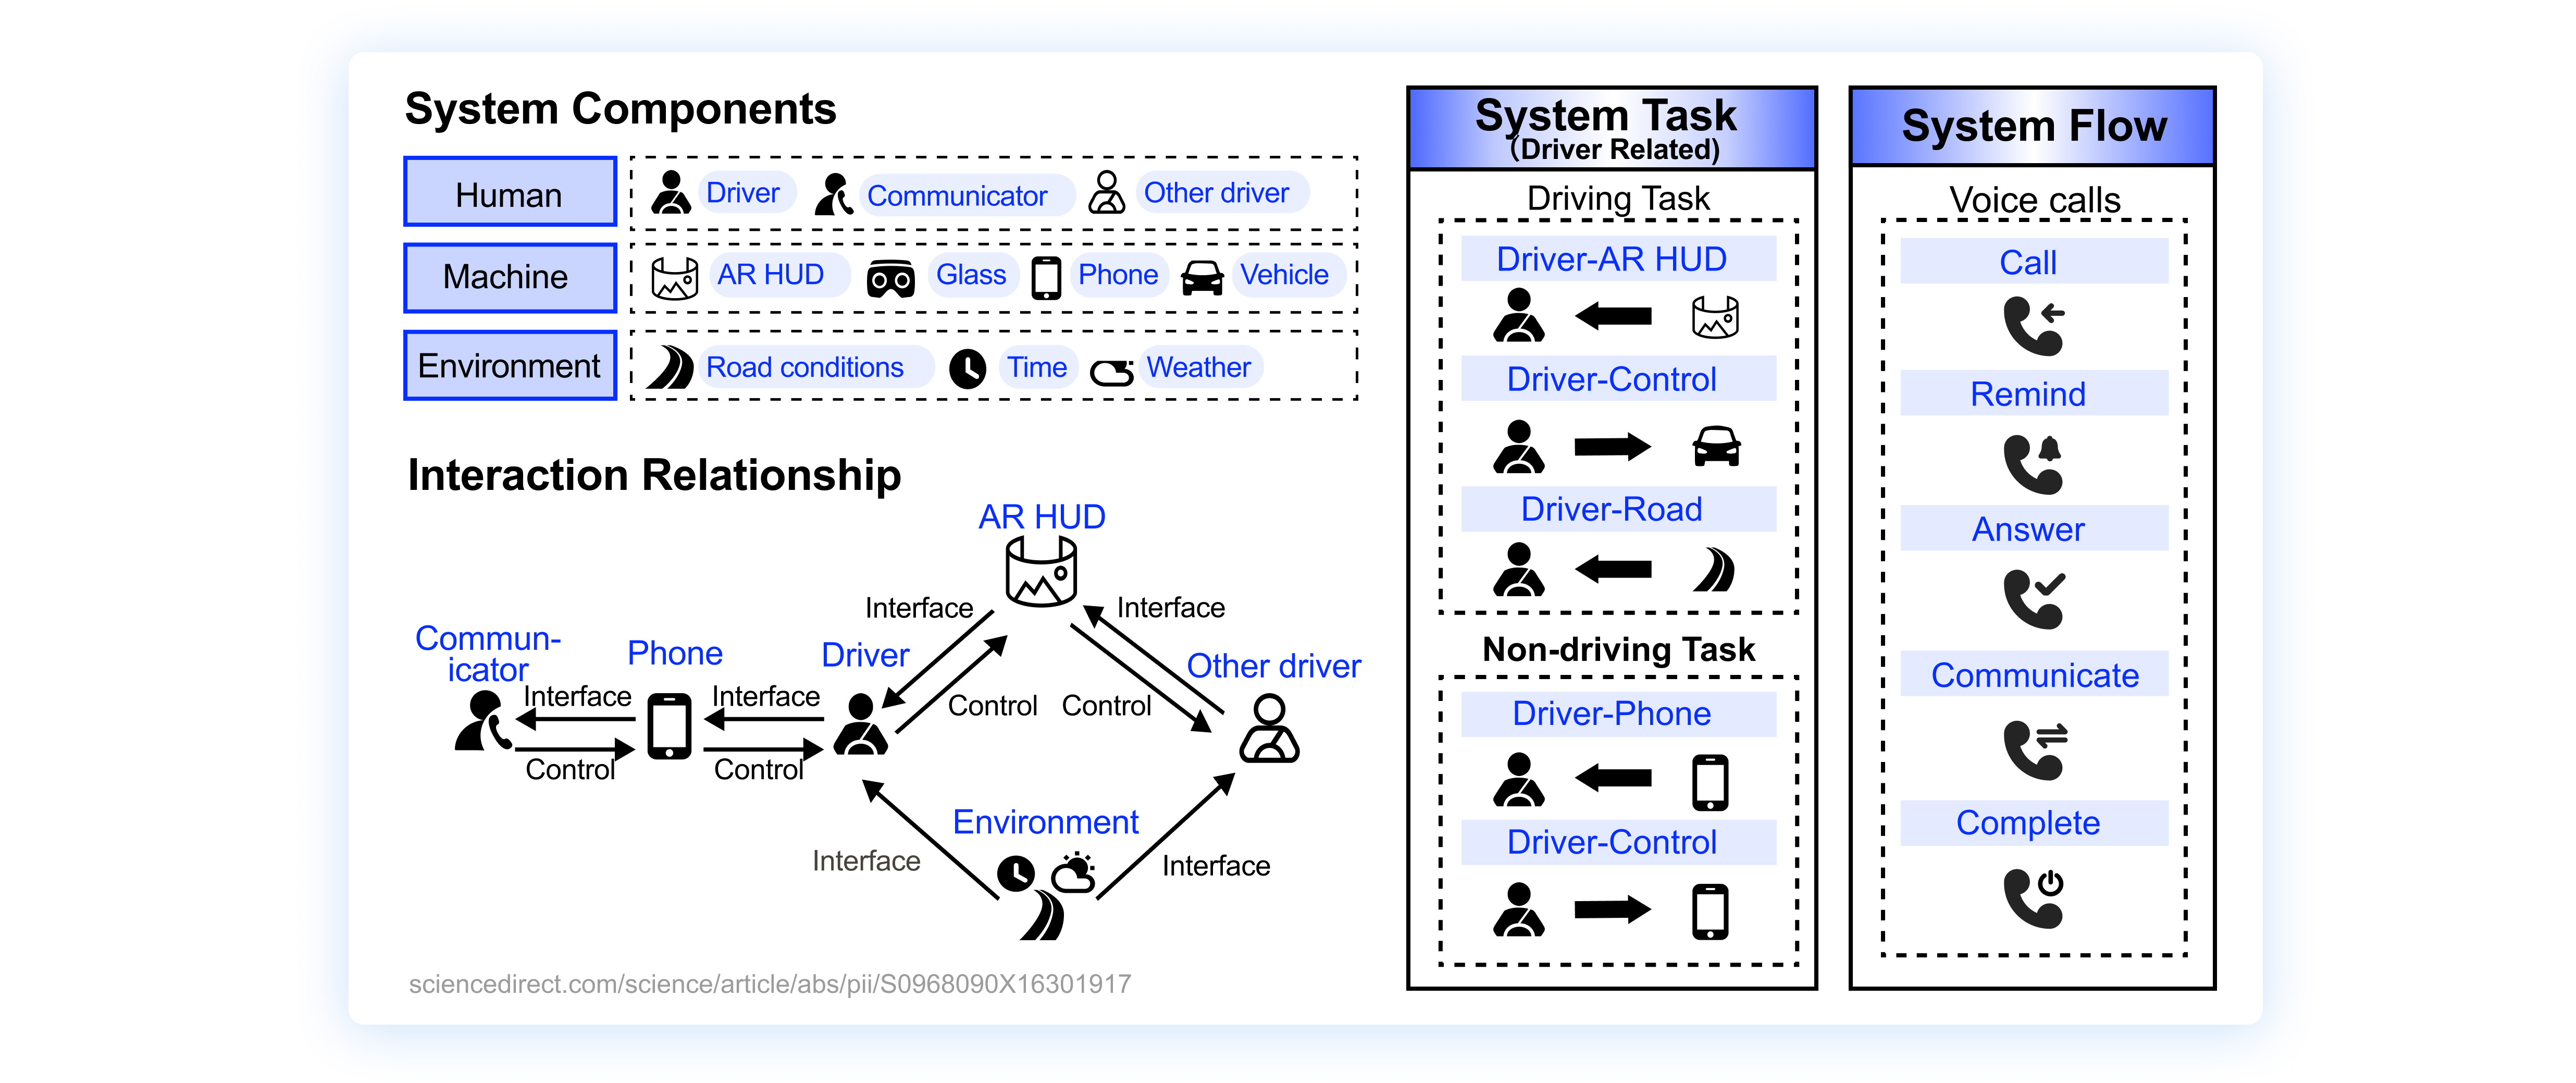 System Components
Human
Driver
Communicator
Other driver
Machine
AR HUD
Glass
Phone
Vehicle
Environment
Road conditions
Time
Weather
Interaction Relationship
AR HUD
Interface
Interface
Commun-
icator
Phone
Driver
Other driver
Interface
Interface
Control
Control
Control
Control
Environment
Interface
Interface
sciencedirect.com/science/article/abs/pii/S0968090X16301917
System Task
(Driver Related)
Driving Task
Driver-AR HUD
Driver-Control
Driver-Road
Non-driving Task
Driver-Phone
Driver-Control
System Flow
Voice calls
Call
Remind
Answer
Communicate
Complete